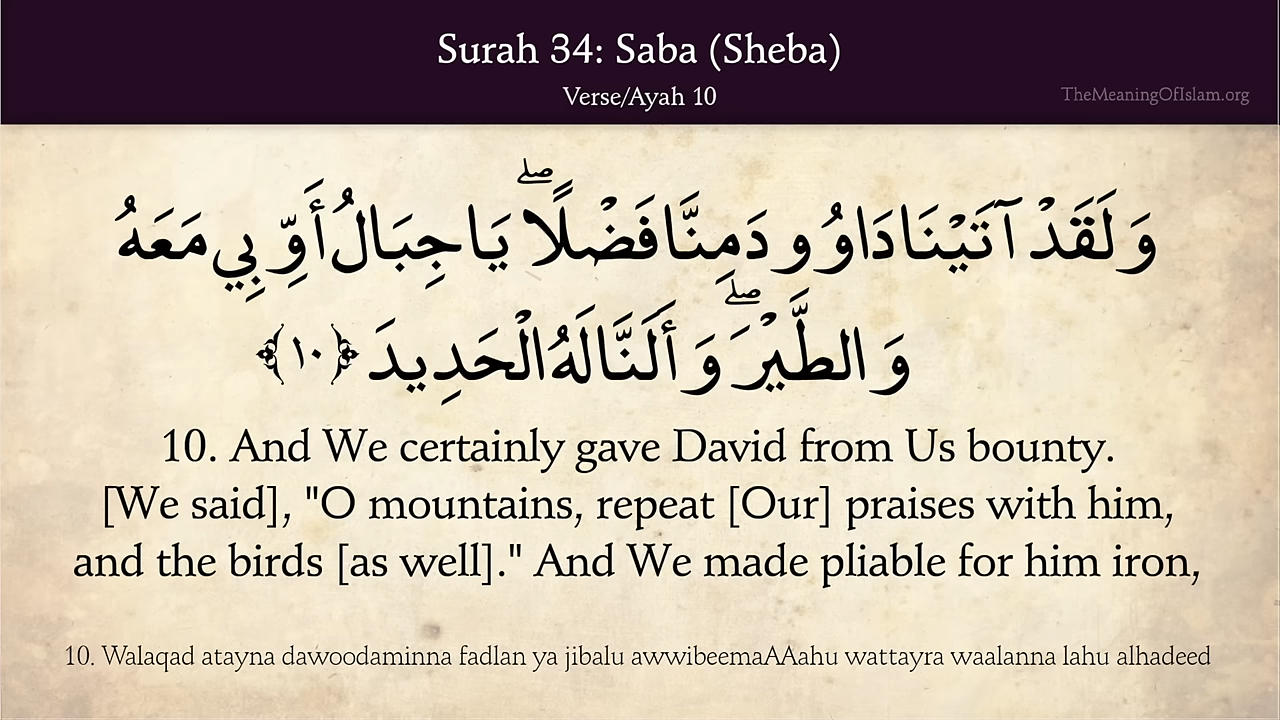 Surah 34: Saba (Sheba)
Verse/Ayah 10
TheMeaningOfIslam.org
وَلَقَدْ آتَيْنَا دَاوُودَ مِنَّا فَضْلًا ۖ يَا جِبَالُ أَوِّبِي مَعَهُ
وَالطَّيْرَ ۖ وَأَلَنَّا لَهُ الْحَدِيدَ ﴿١٠﴾
10. And We certainly gave David from Us bounty.
[We said], "O mountains, repeat [Our] praises with him,
and the birds [as well]." And We made pliable for him iron,
10. Walaqad atayna dawoodaminna fadlan ya jibalu awwibeemaAAahu wattayra waalanna lahu alhadeed